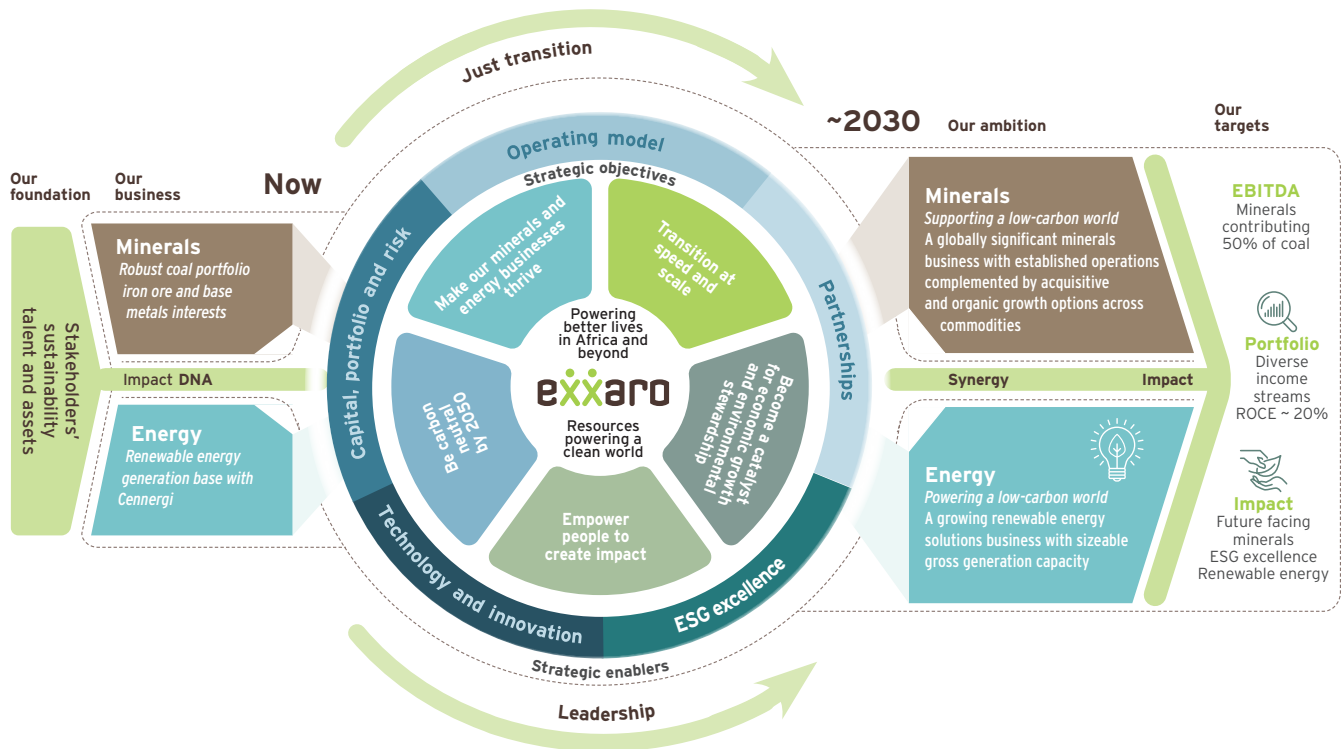 Our
foundation
Our
business
Now
Stakeholders'
sustainability
talent and assets
Minerals
Robust coal portfolio
iron ore and base
metals interests
Impact DNA
Energy
Renewable energy
generation base with
Cennergi
Just transition
Operating model
Strategic objectives
Capital, portfolio and risk
Partnerships
Technology and innovation
ESG excellence
Make our minerals and
energy businesses
thrive
Transition at
speed and
scale
Be carbon
neutral
by 2050
Become a catalyst
for economic growth
and environmental
stewardship
Empower
people to
create impact
Powering
better lives
in Africa and
beyond
exxaro
Resources
powering a
clean world
Strategic enablers
Leadership
~2030
Our ambition
Our
targets
Minerals
Supporting a low-carbon world
A globally significant minerals
business with established operations
complemented by acquisitive
and organic growth options across
commodities
Synergy
Impact
Energy
Powering a low-carbon world
A growing renewable energy
solutions business with sizeable
gross generation capacity
EBITDA
Minerals
contributing
50% of coal
Portfolio
Diverse
income
streams
ROCE ~ 20%
Impact
Future facing
minerals
ESG excellence
Renewable energy